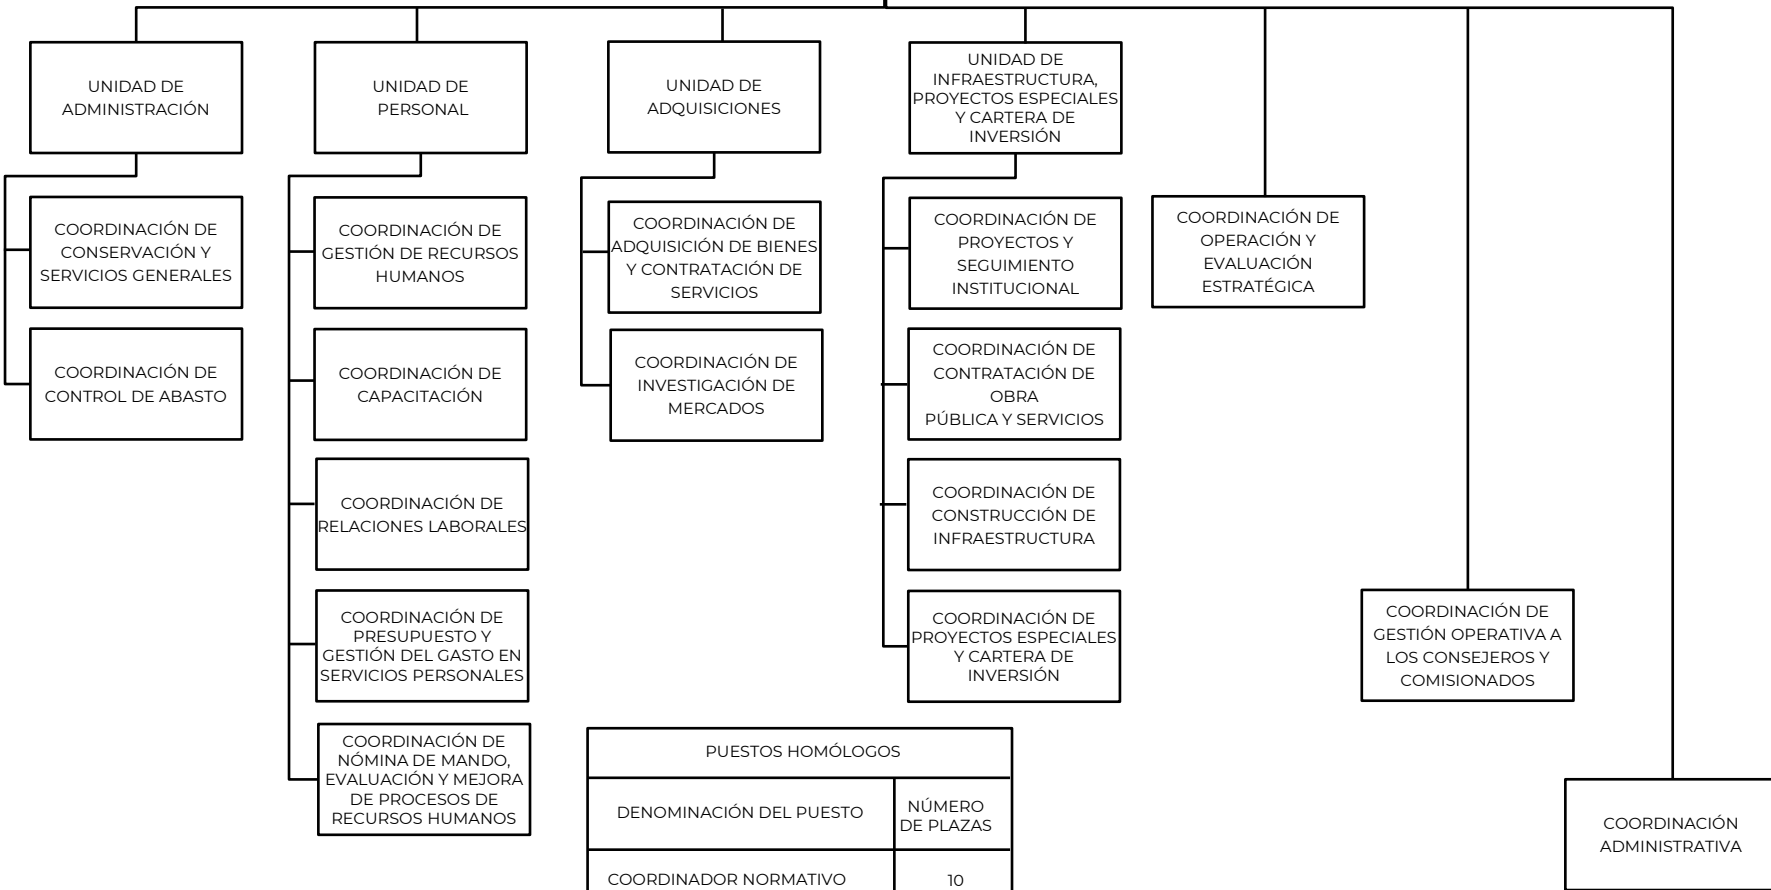 UNIDAD DE
ADMINISTRACIÓN
UNIDAD DE
PERSONAL
UNIDAD DE
ADQUISICIONES
UNIDAD DE
INFRAESTRUCTURA,
PROYECTOS ESPECIALES
Y CARTERA DE
INVERSIÓN
COORDINACIÓN DE
CONSERVACIÓN Y
SERVICIOS GENERALES
COORDINACIÓN DE
CONTROL DE ABASTO
COORDINACIÓN DE
GESTIÓN DE RECURSOS
HUMANOS
COORDINACIÓN DE
CAPACITACIÓN
COORDINACIÓN DE
RELACIONES LABORALES
COORDINACIÓN DE
PRESUPUESTO Y
GESTIÓN DEL GASTO EN
SERVICIOS PERSONALES
COORDINACIÓN DE
NÓMINA DE MANDO,
EVALUACIÓN Y MEJORA
DE PROCESOS DE
RECURSOS HUMANOS
COORDINACIÓN DE
ADQUISICIÓN DE BIENES
Y CONTRATACIÓN DE
SERVICIOS
COORDINACIÓN DE
INVESTIGACIÓN DE
MERCADOS
COORDINACIÓN DE
PROYECTOS Y
SEGUIMIENTO
INSTITUCIONAL
COORDINACIÓN DE
CONTRATACIÓN DE
OBRA
PÚBLICA Y SERVICIOS
COORDINACIÓN DE
CONSTRUCCIÓN DE
INFRAESTRUCTURA
COORDINACIÓN DE
PROYECTOS ESPECIALES
Y CARTERA DE
INVERSIÓN
COORDINACIÓN DE
OPERACIÓN Y
EVALUACIÓN
ESTRATÉGICA
COORDINACIÓN DE
GESTIÓN OPERATIVA A
LOS CONSEJEROS Y
COMISIONADOS
COORDINACIÓN
ADMINISTRATIVA
PUESTOS HOMÓLOGOS
DENOMINACIÓN DEL PUESTO
NÚMERO
DE PLAZAS
COORDINADOR NORMATIVO
10